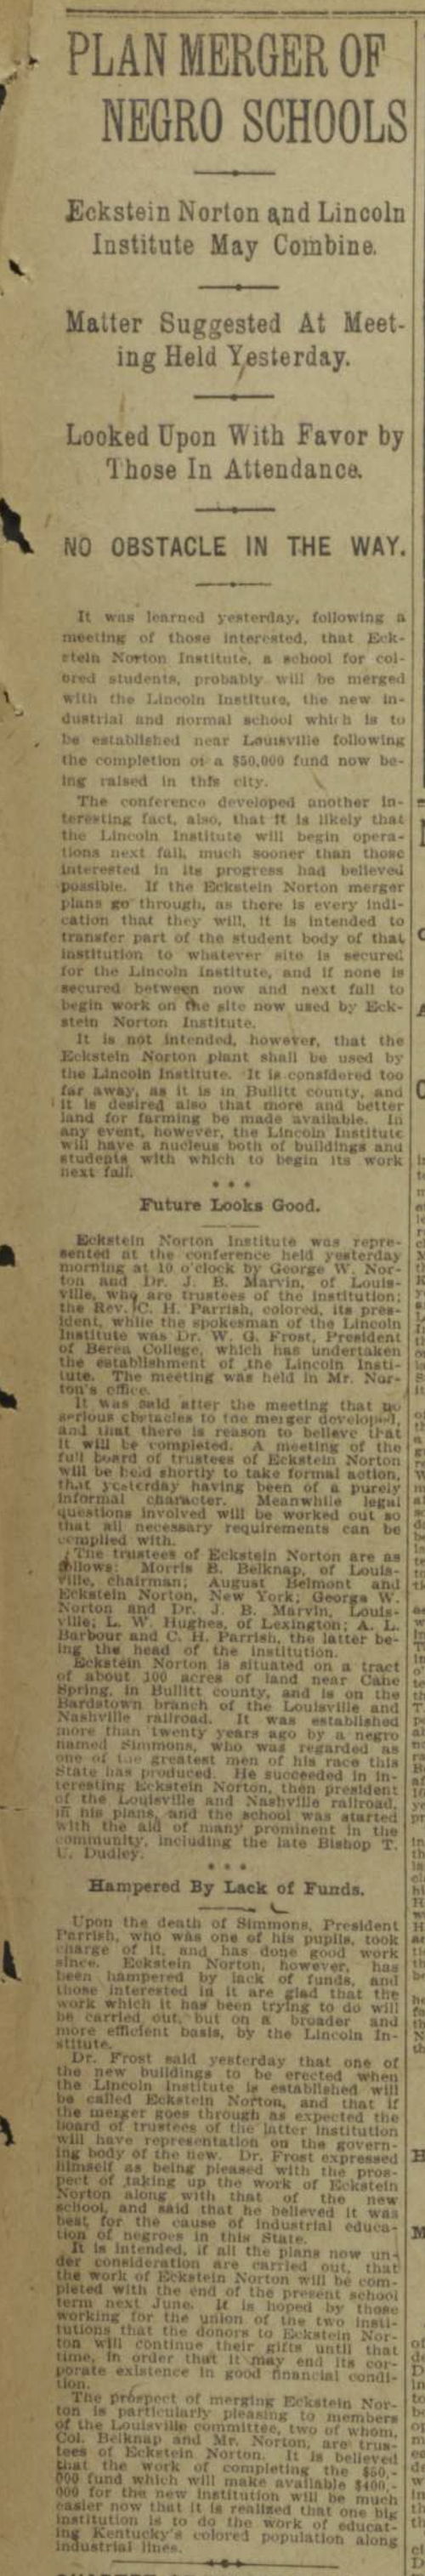 PLAN MERGER OF
NEGRO SCHOOLS
Eckstein Norton and Lincoln
Institute May Combine.
Matter Suggested At Meet-
ing Held Yesterday.
Looked Upon With Favor by
Those In Attendance.
NO OBSTACLE IN THE WAY.
It was learned yesterday, following a
meeting of those interested, that Eck-
stein Norton Institute, a school for col-
ored students, probably will be merged
with the Lincoln Institute, the new in-
dustrial and normal school which is to
be established near Louisville following
the completion of a $50,000 fund now be-
ing raised in this city.
The conference developed another in-
teresting fact, also, that it is likely that
the Lincoln Institute will begin opera-
tions next fall, much sooner than those
interested in its progress had believed
possible. If the Eckstein Norton merger
plans go through, as there is every indi-
cation that they will, it is intended to
transfer part of the student body of that
institution to whatever site is secured
for the Lincoln Institute, and if none is
secured between now and next fall to
begin work on the site now used by Eck-
stein Norton Institute.
It is not intended, however, that the
Eckstein Norton plant shall be used by
the Lincoln Institute. It is considered too
far away, as it is in Bullitt county, and
it is desired also that more and better
land for farming be made available. In
any event, however, the Lincoln Institute
will have a nucleus both of buildings and
students with which to begin its work
next fall.
* * *
Future Looks Good.
Eckstein Norton Institute was repre-
sented at the conference held yesterday
morning at 10 o'clock by George W. Nor-
ton and Dr. J. B. Marvin, of Louis-
ville, who are trustees of the institution;
the Rev. C. H. Parrish, colored, its pres-
ident, while the spokesman of the Lincoln
Institute was Dr. W. G. Frost, President
of Berea College, which has undertaken
the establishment of the Lincoln Insti-
tute. The meeting was held in Mr. Nor-
ton's office.
It was said after the meeting that no
serious obstacles to the merger developed,
and that there is reason to believe that
it will be completed. A meeting of the
full board of trustees of Eckstein Norton
will be held shortly to take formal action,
that yesterday having been of a purely
informal character. Meanwhile legal
questions involved will be worked out so
that all necessary requirements can be
complied with.
The trustees of Eckstein Norton are as
follows: Morris B. Belknap, of Louis-
ville, chairman; August Belmont and
Eckstein Norton, New York; George W.
Norton and Dr. J. B. Marvin, Louis-
ville; L. W. Hughes, of Lexington; A. L.
Barbour and C. H. Parrish, the latter be-
ing the head of the institution.
Eckstein Norton is situated on a tract
of about 100 acres of land near Cane
Spring, in Bullitt county, and is on the
Bardstown branch of the Louisville and
Nashville railroad. It was established
more than twenty years ago by a negro
named Simmons, who was regarded as
one of the greatest men of his race this
State has produced. He succeeded in in-
teresting Eckstein Norton, then president
of the Louisville and Nashville railroad,
in his plans, and the school was started
with the aid of many prominent in the
community, including the late Bishop T.
U. Dudley.
* * *
Hampered By Lack of Funds.
Upon the death of Simmons, President
Parrish, who was one of his pupils, took
charge of it, and has done good work
since. Eckstein Norton, however, has
been hampered by lack of funds, and
those interested in it are glad that the
work which it has been trying to do will
be carried out, but on a broader and
more efficient basis, by the Lincoln In-
stitute.
Dr. Frost said yesterday that one of
the new buildings to be erected when
the Lincoln Institute is established will
be called Eckstein Norton, and that if
the merger goes through as expected the
board of trustees of the latter institution
will have representation on the govern-
ing body of the new. Dr. Frost expressed
himself as being pleased with the pros-
pect of taking up the work of Eckstein
Norton along with that of the new
school, and said that he believed it was
best for the cause of industrial educa-
tion of negroes in this State.
It is intended, if all the plans now un-
der consideration are carried out, that
the work of Eckstein Norton will be com-
pleted with the end of the present school
term next June. It is hoped by those
working for the union of the two insti-
tutions that the donors to Eckstein Nor-
ton will continue their gifts until that
time, in order that it may end its cor-
porate existence in good financial condi-
tion.
The prospect of merging Eckstein Nor-
ton is particularly pleasing to members
of the Louisville committee, two of whom,
Col. Belknap and Mr. Norton, are trus-
tees of Eckstein Norton. It is believed
that the work of completing the $50,-
000 fund which will make available $400,-
000 for the new institution will be much
easier now that it is realized that one big
institution is to do the work of educat-
ing Kentucky's colored population along
industrial lines.